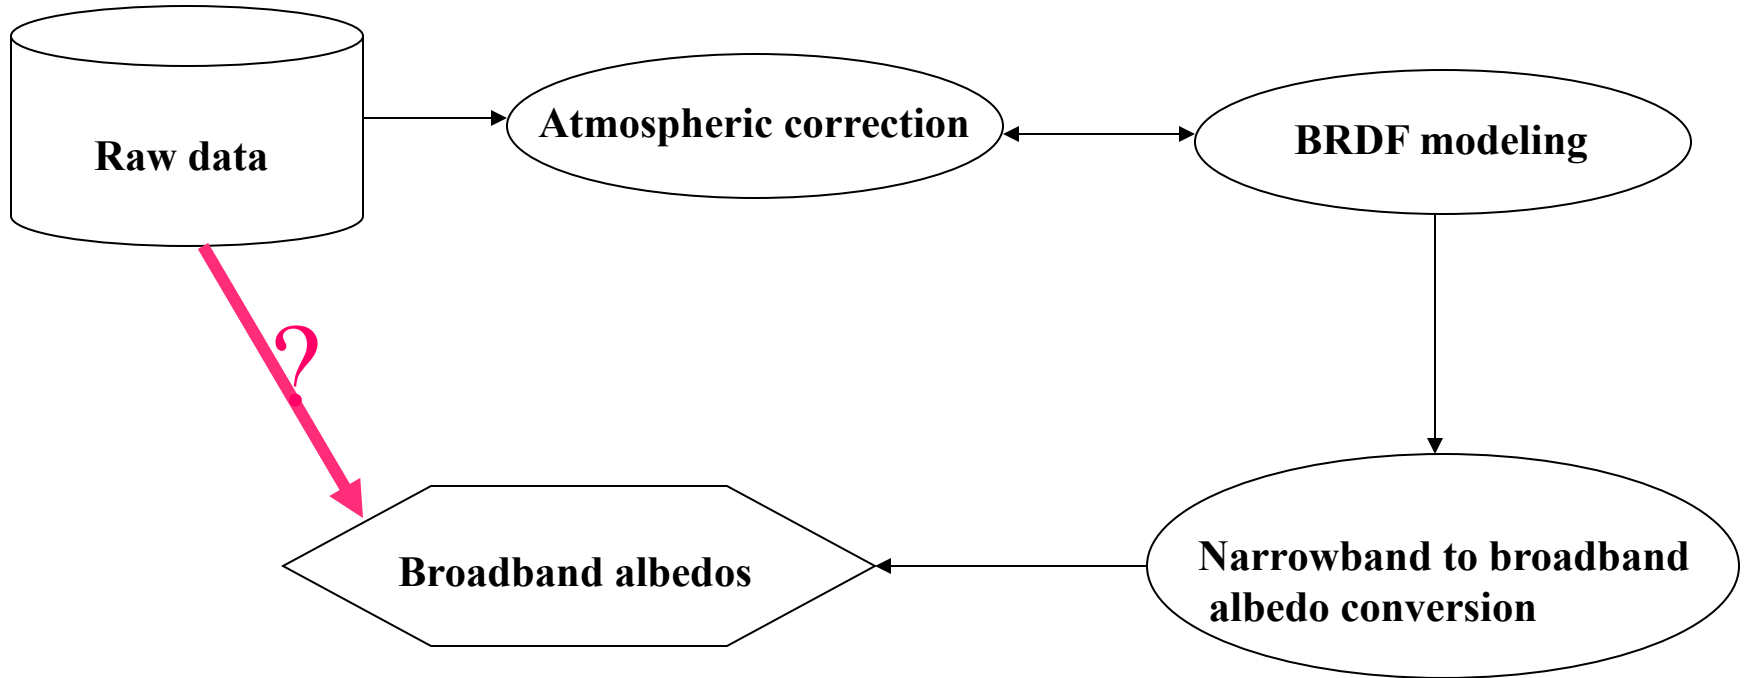 Raw data
Atmospheric correction
BRDF modeling
?
Broadband albedos
Narrowband to broadband
albedo conversion